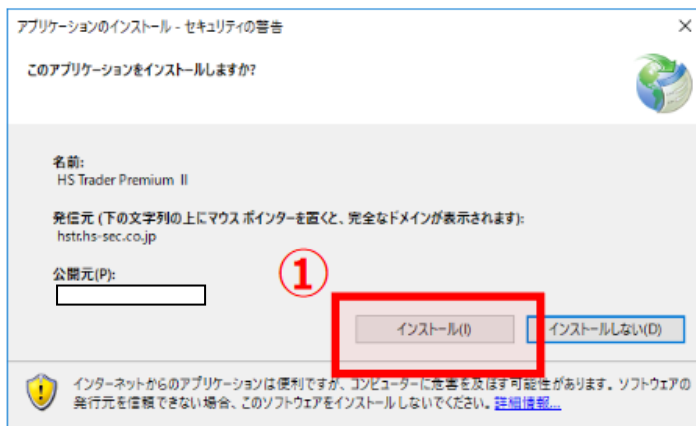 アプリケーションのインストール - セキュリティの警告
このアプリケーションをインストールしますか?
名前:
HS Trader Premium Ⅱ
発信元 (下の文字列の上にマウス ポインターを置くと、完全なドメインが表示されます):
hstr.hs-sec.co.jp
公開元(P):
①
インストール(I)
インストールしない(D)
インターネットからのアプリケーションは便利ですが、コンピューターに危害を及ぼす可能性があります。ソフトウェアの
発行元を信頼できない場合、このソフトウェアをインストールしないでください。詳細情報...